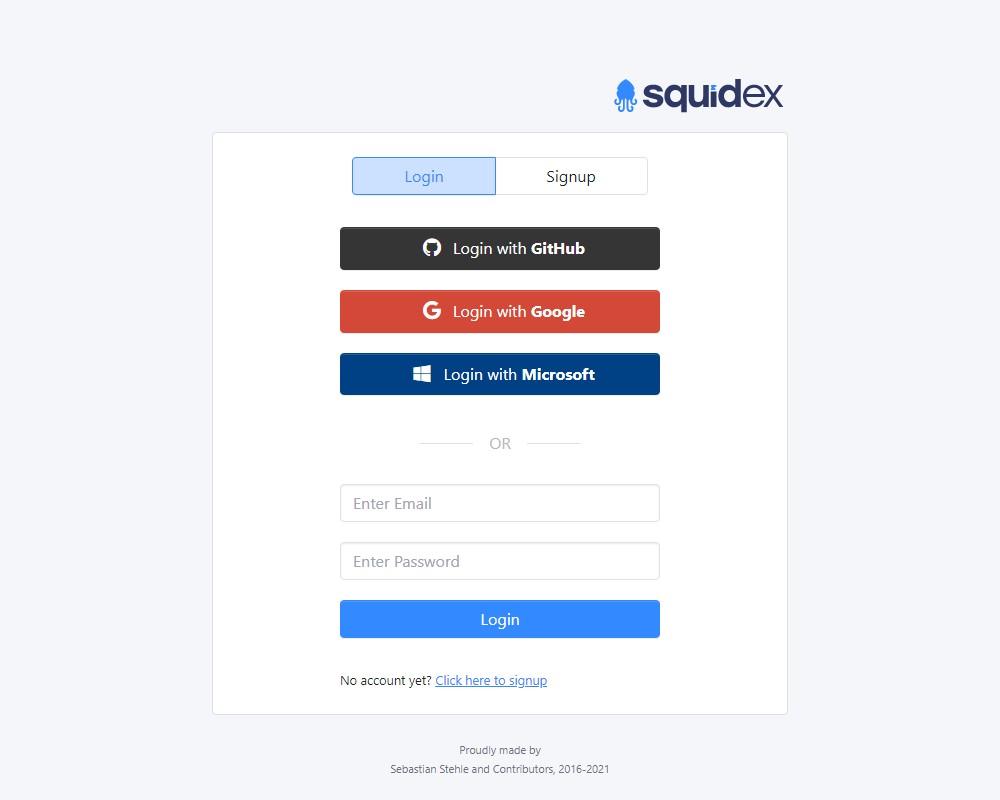 squidex
Login
Signup
Login with GitHub
Login with Google
Login with Microsoft
OR
Enter Email
Enter Password
Login
No account yet? Click here to signup
Proudly made by
Sebastian Stehle and Contributors, 2016-2021